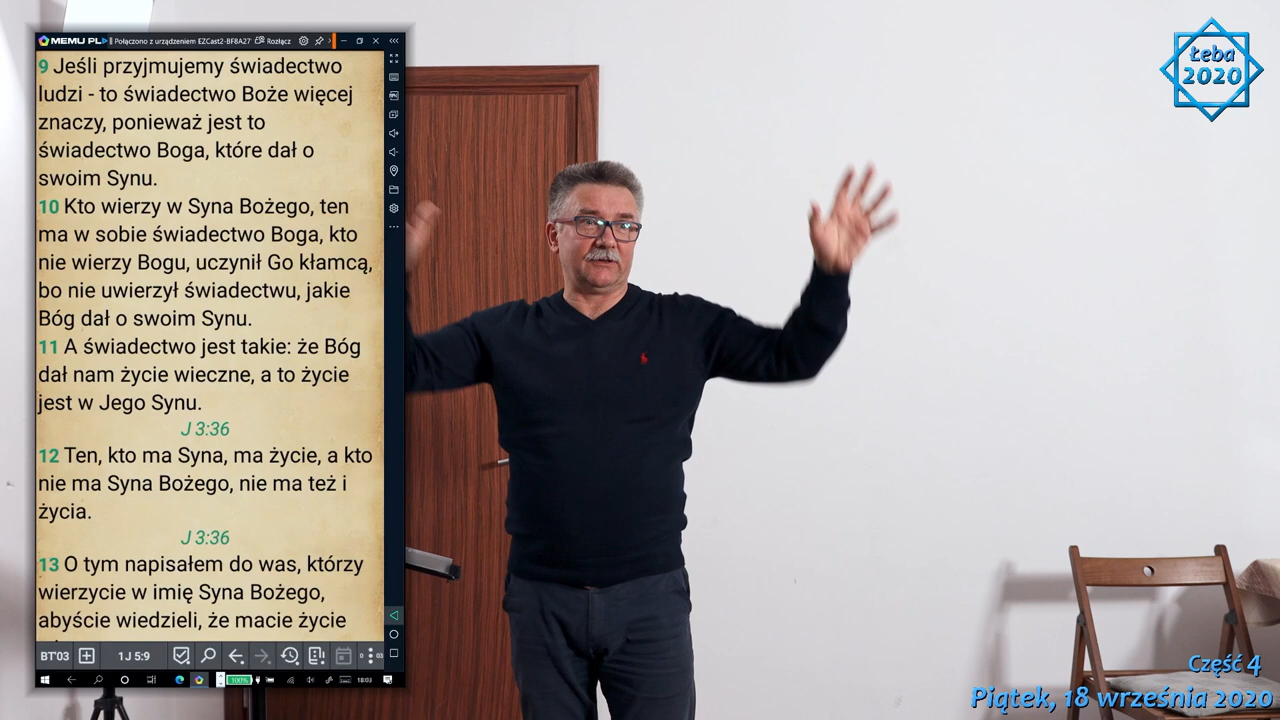 MEMU PL
Połączono z urządzeniem EZCast2-BF8A27
Rozłącz
9 Jeśli przyjmujemy świadectwo
ludzi - to świadectwo Boże więcej
znaczy, ponieważ jest to
świadectwo Boga, które dał o
swoim Synu.
10 Kto wierzy w Syna Bożego, ten
ma w sobie świadectwo Boga, kto
nie wierzy Bogu, uczynił Go kłamcą,
bo nie uwierzył świadectwu, jakie
Bóg dał o swoim Synu.
11 A świadectwo jest takie: że Bóg
dał nam życie wieczne, a to życie
jest w Jego Synu.
J 3:36
12 Ten, kto ma Syna, ma życie, a kto
nie ma Syna Bożego, nie ma też i
życia.
J 3:36
13 O tym napisałem do was, którzy
wierzycie w imię Syna Bożego,
abyście wiedzieli, że macie życie
BT'03
1J 5:9
100%
18:03
Łeba
2020
Część 4
Piątek, 18 września 2020